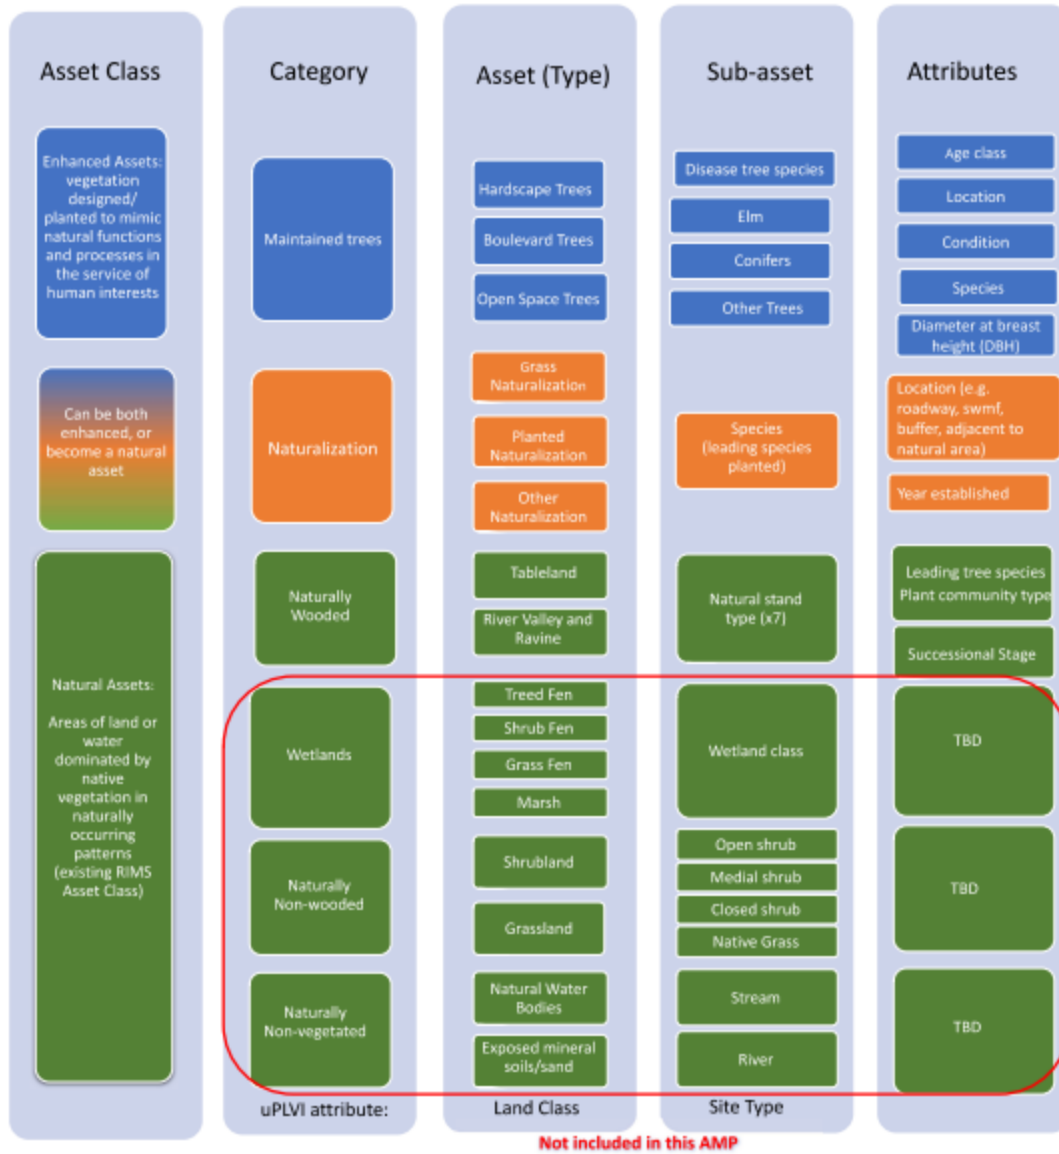 Asset Class
Category
Asset (Type)
Sub-asset
Attributes
Enhanced Assets:
vegetation
designed/
planted to mimic
natural functions
and processes in
the service of
human interests
Maintained trees
Hardscape Trees
Boulevard Trees
Open Space Trees
Disease tree species
Elm
Conifers
Other Trees
Age class
Location
Condition
Species
Diameter at breast
height (DBH)
Can be both
enhanced, or
become a natural
asset
Naturalization
Grass
Naturalization
Planted
Naturalization
Other
Naturalization
Species
(leading species
planted)
Location (e.g.
roadway, swmf,
buffer, adjacent to
natural area)
Year established
Natural Assets:
Areas of land or
water
dominated by
native
vegetation in
naturally
occurring
patterns
(existing RIMS
Asset Class)
Naturally
Wooded
Tableland
River Valley and
Ravine
Natural stand
type (x7)
Leading tree species
Plant community type
Successional Stage
Wetlands
Treed Fen
Shrub Fen
Grass Fen
Marsh
Wetland class
TBD
Naturally
Non-wooded
Shrubland
Grassland
Open shrub
Medial shrub
Closed shrub
Native Grass
TBD
Naturally
Non-vegetated
Natural Water
Bodies
Exposed mineral
soils/sand
Stream
River
TBD
uPLVI attribute:
Land Class
Site Type
Not included in this AMP